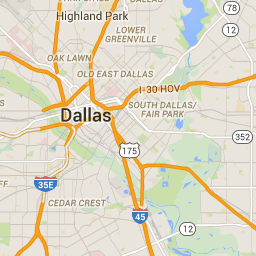 Highland Park
78
12
LOWER
GREENVILLE
OAK LAWN
OLD EAST DALLAS
I-30 HOV
SOUTH DALLAS/
FAIR PARK
Dallas
352
175
35E
CEDAR CREST
45
12